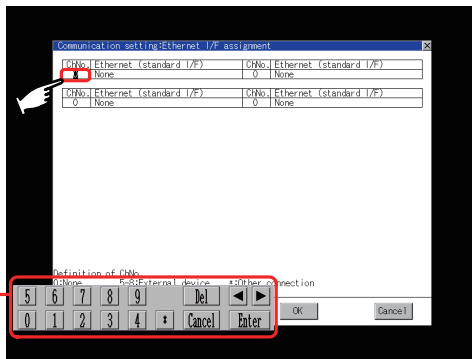 Communication setting:Ethernet I/F assignment
ChNo. Ethernet (standard I/F) ChNo. Ethernet (standard I/F)
None 0 None
ChNo. Ethernet (standard I/F) ChNo. Ethernet (standard I/F)
0 None 0 None
Definition of ChNo.
0:None 5-8:External device *:Other connection
5 6 7 8 9 Del ◀ ▶
0 1 2 3 4 * Cancel Enter
OK Cancel